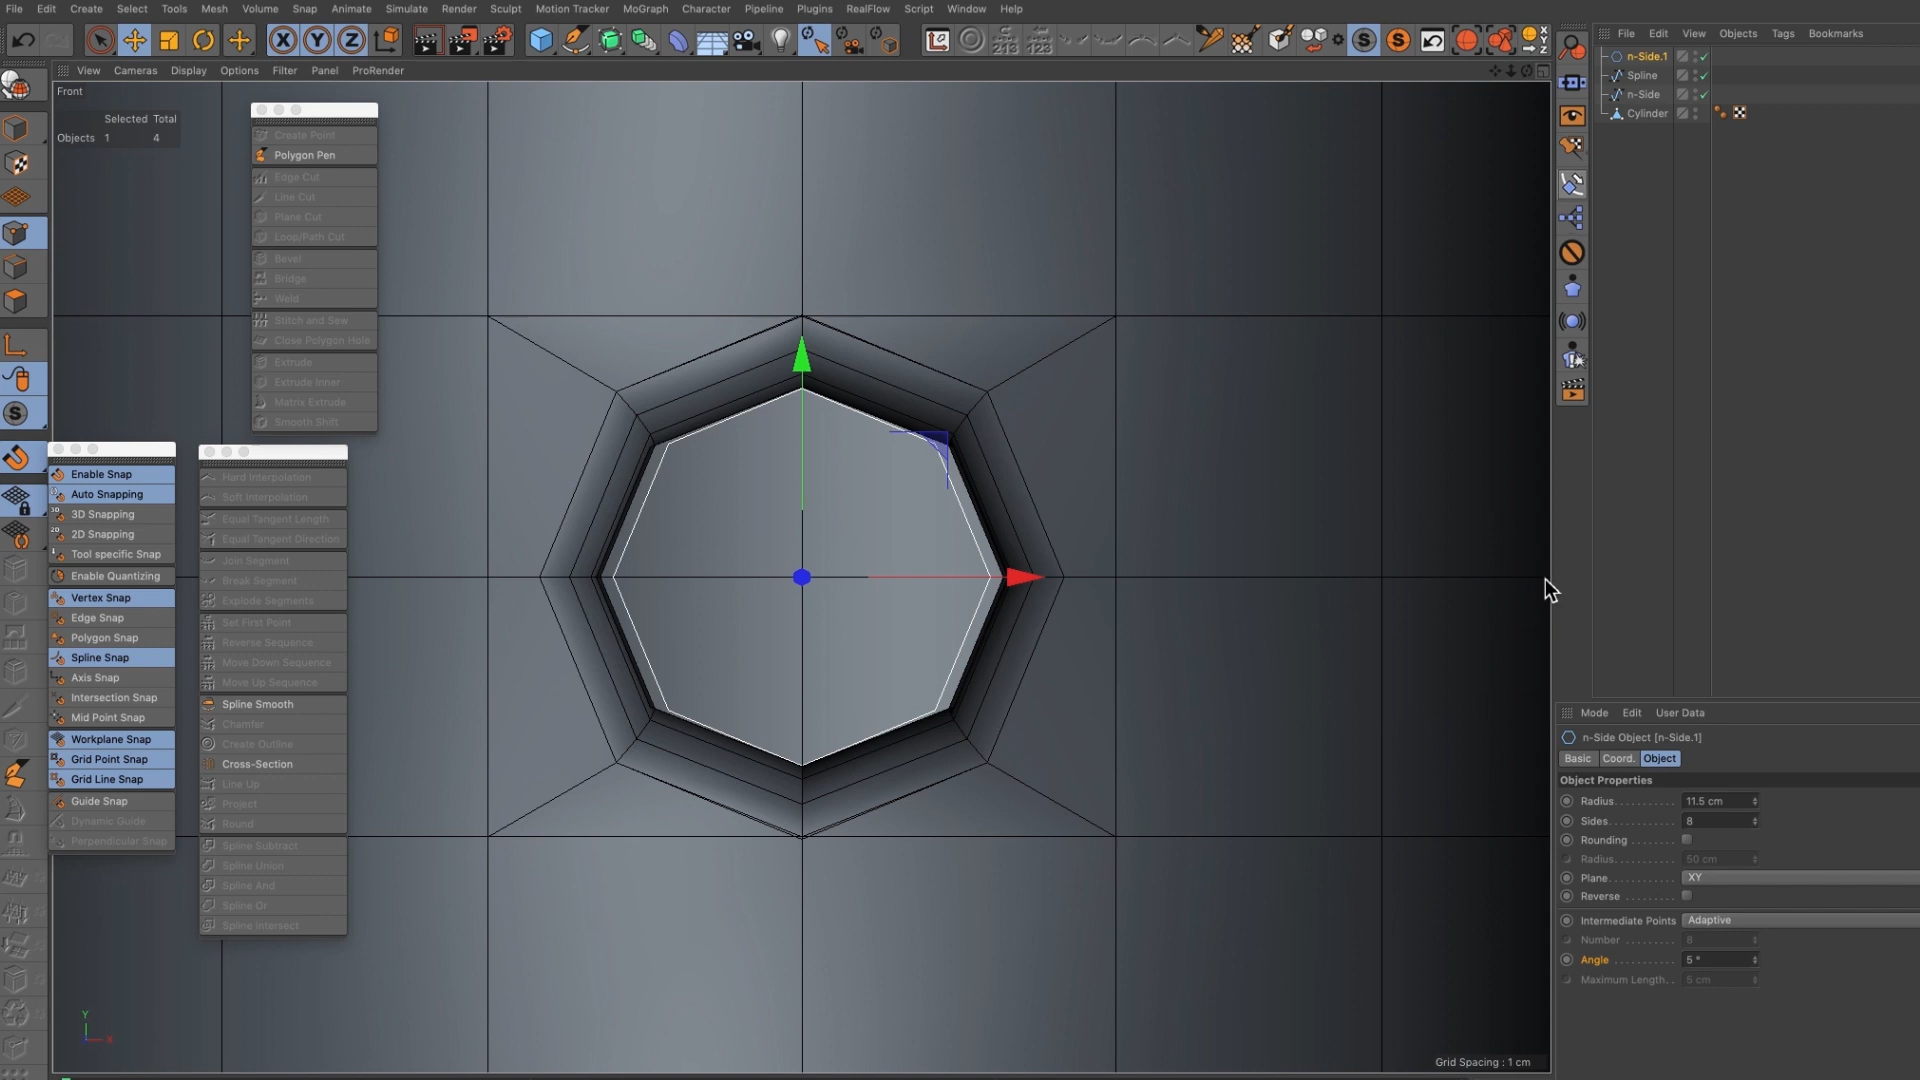 File Edit Create Select Tools Mesh Volume Snap Animate Simulate Render Sculpt Motion Tracker MoGraph Character Pipeline Plugins RealFlow Script Window Help
File Edit View Objects Tags Bookmarks
X Y Z
213 123
n-Side.1
Spline
n-Side
Cylinder
View Cameras Display Options Filter Panel ProRender
Front
Selected Total
Objects 1 4
Create Point
Polygon Pen
Edge Cut
Line Cut
Plane Cut
Loop/Path Cut
Bevel
Bridge
Weld
Stitch and Sew
Close Polygon Hole
Extrude
Extrude Inner
Matrix Extrude
Smooth Shift
Enable Snap
Auto Snapping
3D Snapping
2D Snapping
Tool specific Snap
Enable Quantizing
Vertex Snap
Edge Snap
Polygon Snap
Spline Snap
Axis Snap
Intersection Snap
Mid Point Snap
Workplane Snap
Grid Point Snap
Grid Line Snap
Guide Snap
Dynamic Guide
Perpendicular Snap
Hard Interpolation
Soft Interpolation
Equal Tangent Length
Equal Tangent Direction
Join Segment
Break Segment
Explode Segments
Set First Point
Reverse Sequence
Move Down Sequence
Move Up Sequence
Spline Smooth
Chamfer
Create Outline
Cross-Section
Line Up
Project
Round
Spline Subtract
Spline Union
Spline And
Spline Or
Spline Intersect
Y
X
Grid Spacing : 1 cm
Mode Edit User Data
n-Side Object [n-Side.1]
Basic Coord. Object
Object Properties
Radius. . . . . . . . . . 11.5 cm
Sides . . . . . . . . . . 8
Rounding . . . . . . .
Radius. . . . . . . . . . 50 cm
Plane. . . . . . . . . . . XY
Reverse . . . . . . . .
Intermediate Points Adaptive
Number . . . . . . . . 8
Angle . . . . . . . . . . 5 °
Maximum Length. . 5 cm